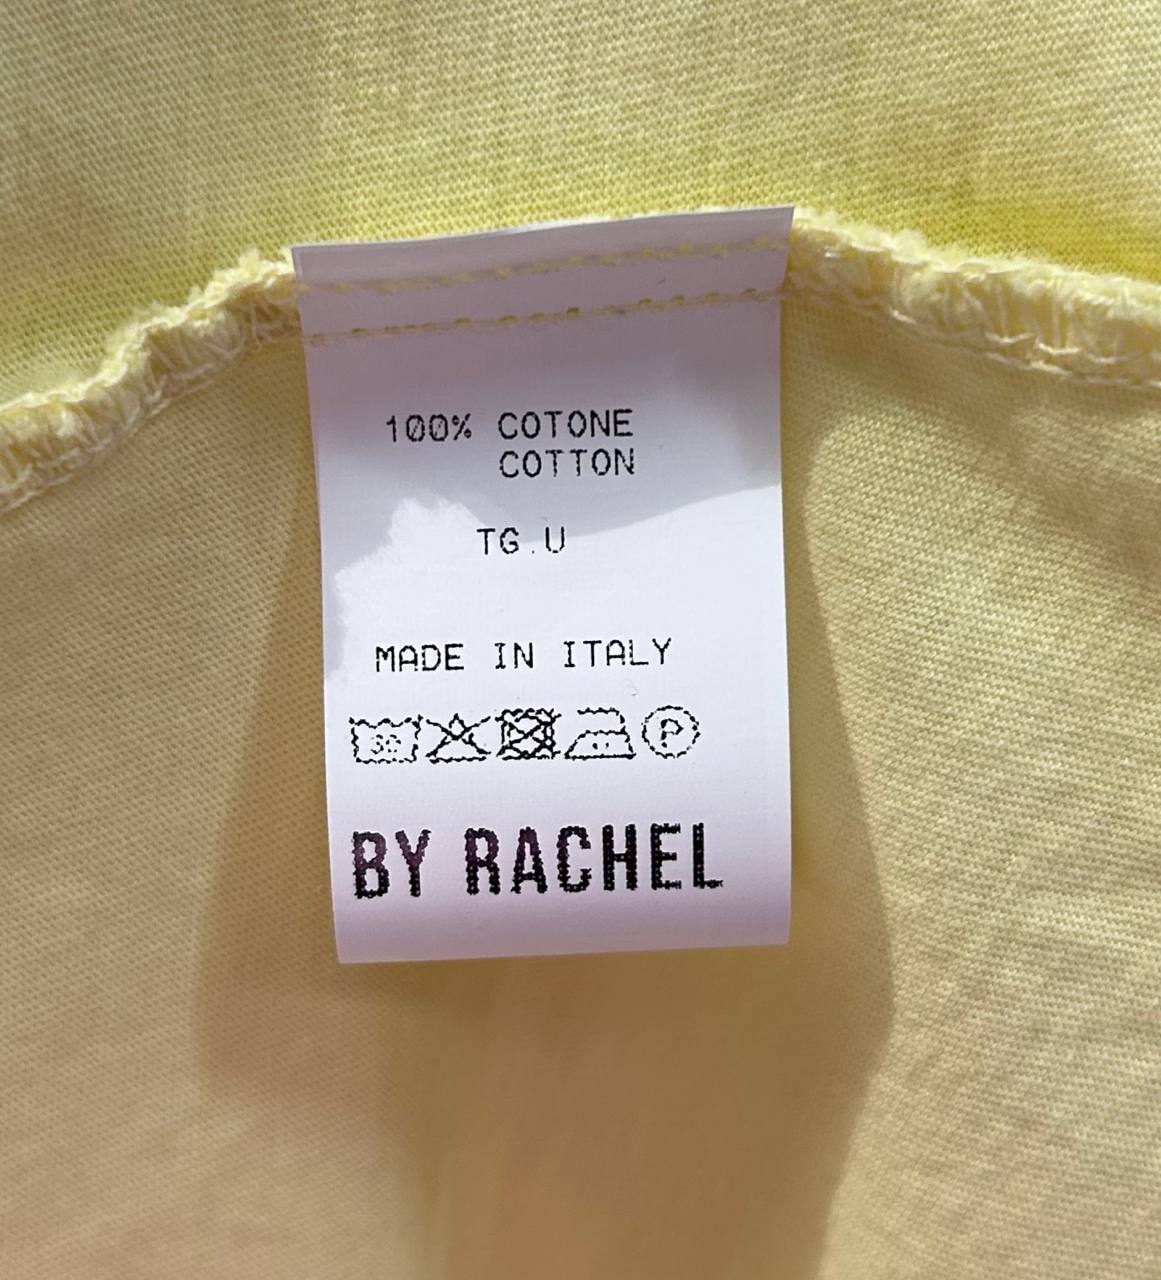 100% COTONE
COTTON
TG.U
MADE IN ITALY
30 P
BY RACHEL